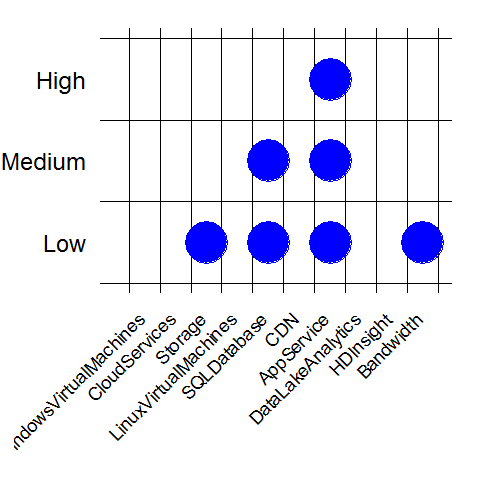 High
Medium
Low
ndowsVirtualMachines
CloudServices
Storage
LinuxVirtualMachines
SQLDatabase
CDN
AppService
DataLakeAnalytics
HDInsight
Bandwidth